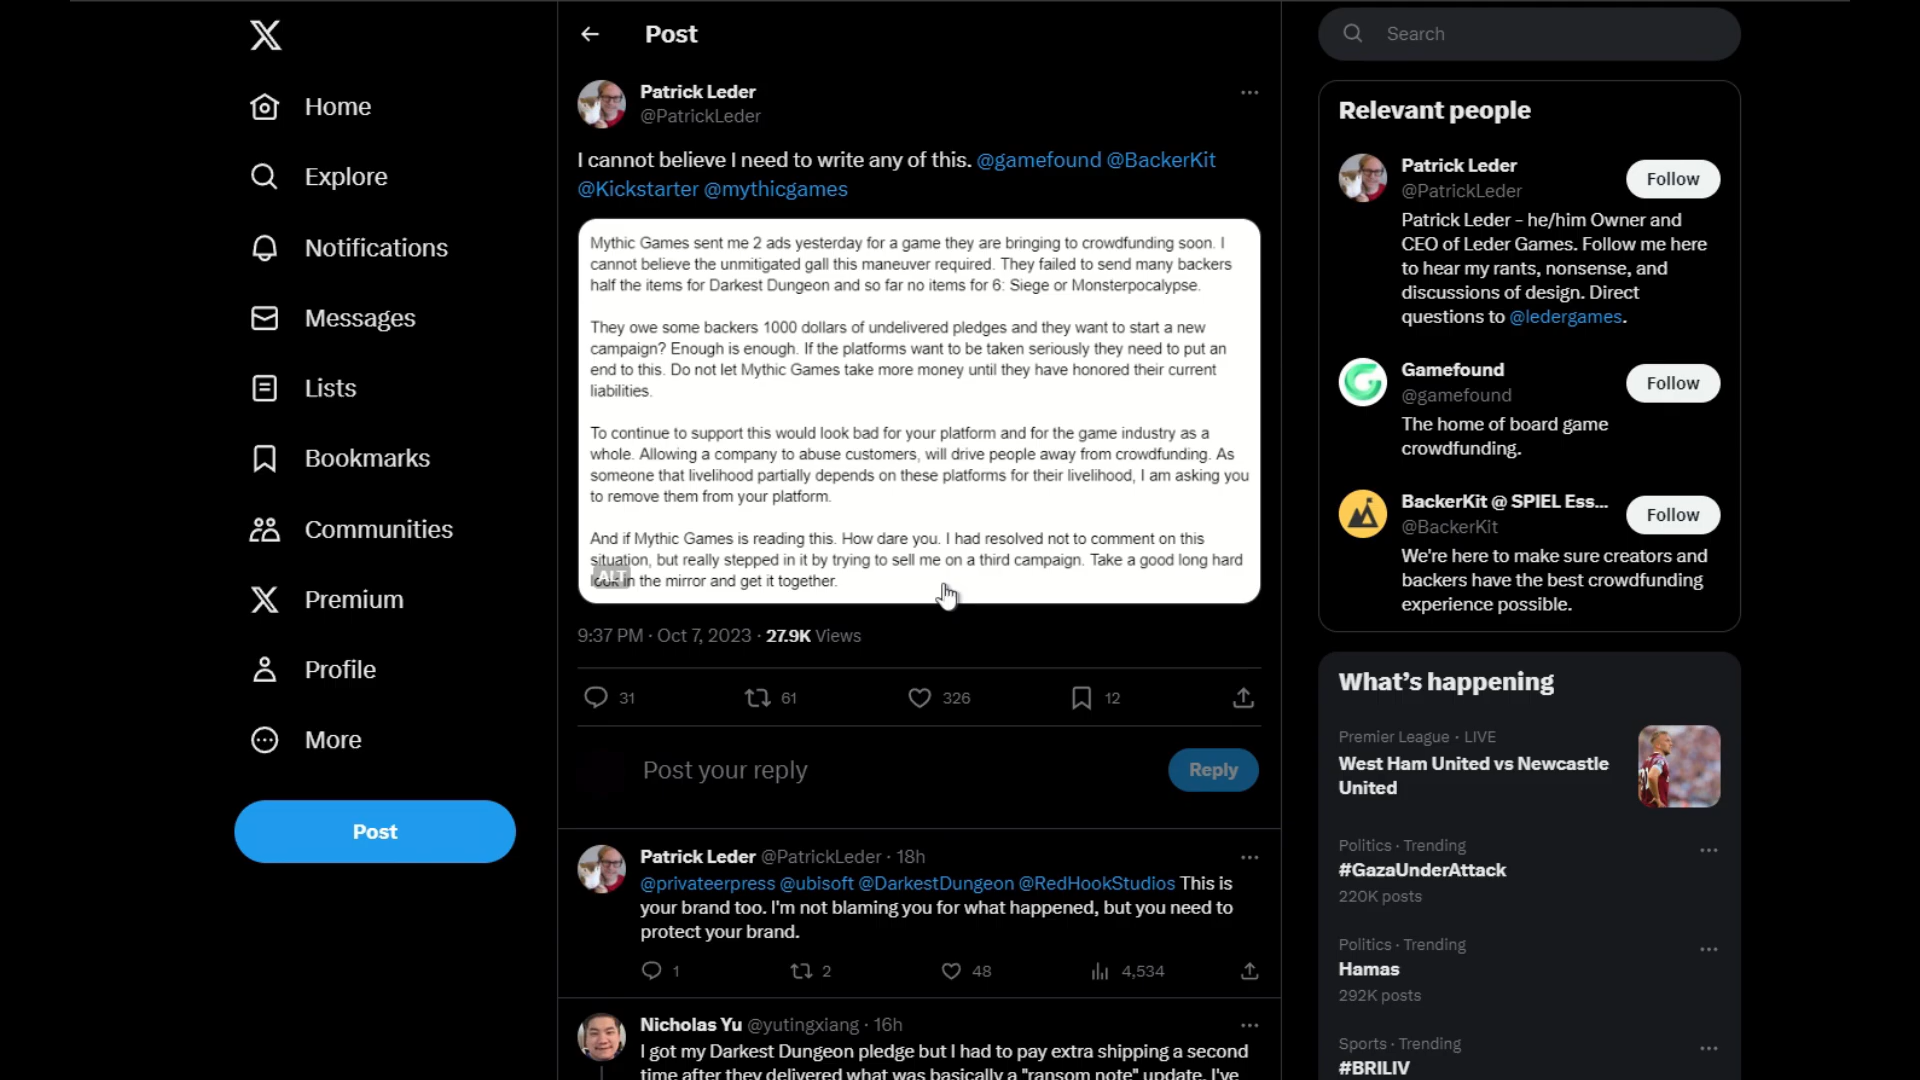 Home
Explore
Notifications
Messages
Lists
Bookmarks
Communities
Premium
Profile
More
Post
Post
Patrick Leder
@PatrickLeder
I cannot believe I need to write any of this. @gamefound @BackerKit
@Kickstarter @mythicgames
Mythic Games sent me 2 ads yesterday for a game they are bringing to crowdfunding soon. I
cannot believe the unmitigated gall this maneuver required. They failed to send many backers
half the items for Darkest Dungeon and so far no items for 6: Siege or Monsterpocalypse.
They owe some backers 1000 dollars of undelivered pledges and they want to start a new
campaign? Enough is enough. If the platforms want to be taken seriously they need to put an
end to this. Do not let Mythic Games take more money until they have honored their current
liabilities.
To continue to support this would look bad for your platform and for the game industry as a
whole. Allowing a company to abuse customers, will drive people away from crowdfunding. As
someone that livelihood partially depends on these platforms for their livelihood, I am asking you
to remove them from your platform.
And if Mythic Games is reading this. How dare you. I had resolved not to comment on this
situation, but really stepped in it by trying to sell me on a third campaign. Take a good long hard
look in the mirror and get it together.
ALT
9:37 PM · Oct 7, 2023 · 27.9K Views
31 61 326 12
Post your reply
Reply
Patrick Leder @PatrickLeder · 18h
@privateerpress @ubisoft @DarkestDungeon @RedHookStudios This is
your brand too. I'm not blaming you for what happened, but you need to
protect your brand.
1 2 48 4,534
Nicholas Yu @yutingxiang · 16h
I got my Darkest Dungeon pledge but I had to pay extra shipping a second
time after they delivered what was basically a "ransom note" update. I've
Search
Relevant people
Patrick Leder
@PatrickLeder
Follow
Patrick Leder – he/him Owner and
CEO of Leder Games. Follow me here
to hear my rants, nonsense, and
discussions of design. Direct
questions to @ledergames.
Gamefound
@gamefound
Follow
The home of board game
crowdfunding.
BackerKit @ SPIEL Ess...
@BackerKit
Follow
We're here to make sure creators and
backers have the best crowdfunding
experience possible.
What's happening
Premier League · LIVE
West Ham United vs Newcastle
United
Politics · Trending
#GazaUnderAttack
220K posts
Politics · Trending
Hamas
292K posts
Sports · Trending
#BRILIV